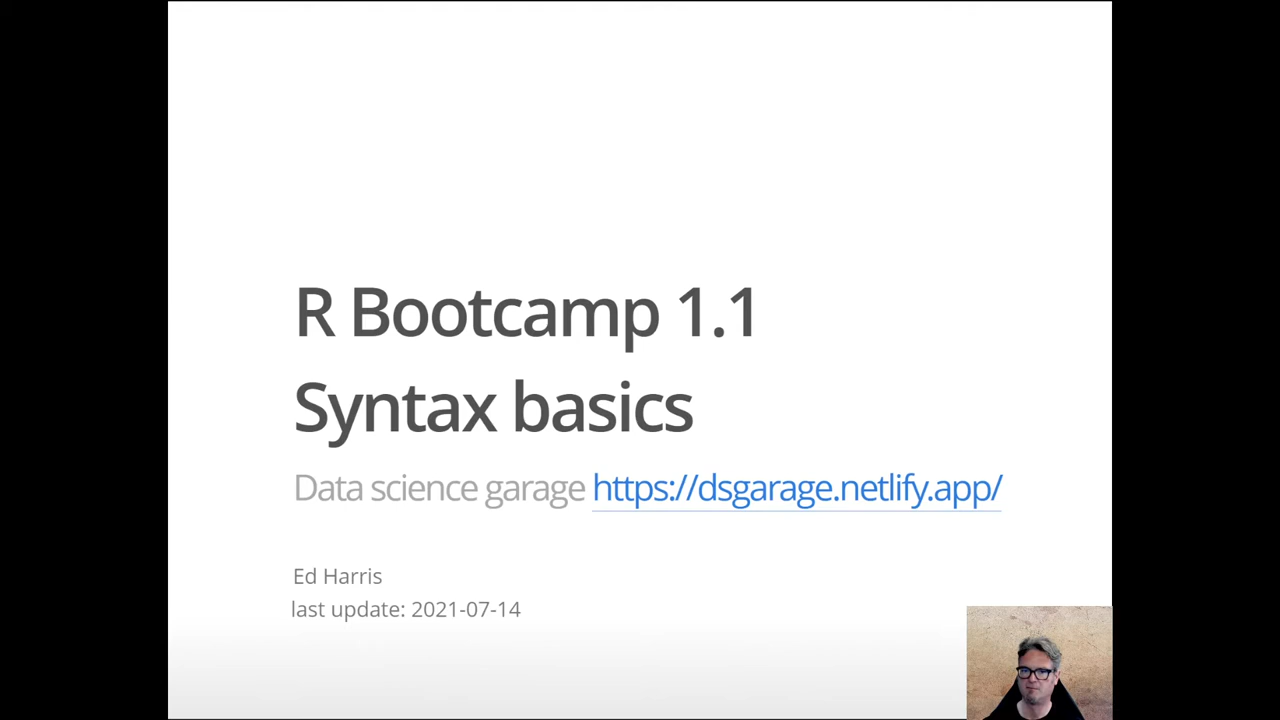 R Bootcamp 1.1
Syntax basics
Data science garage https://dsgarage.netlify.app/
Ed Harris
last update: 2021-07-14